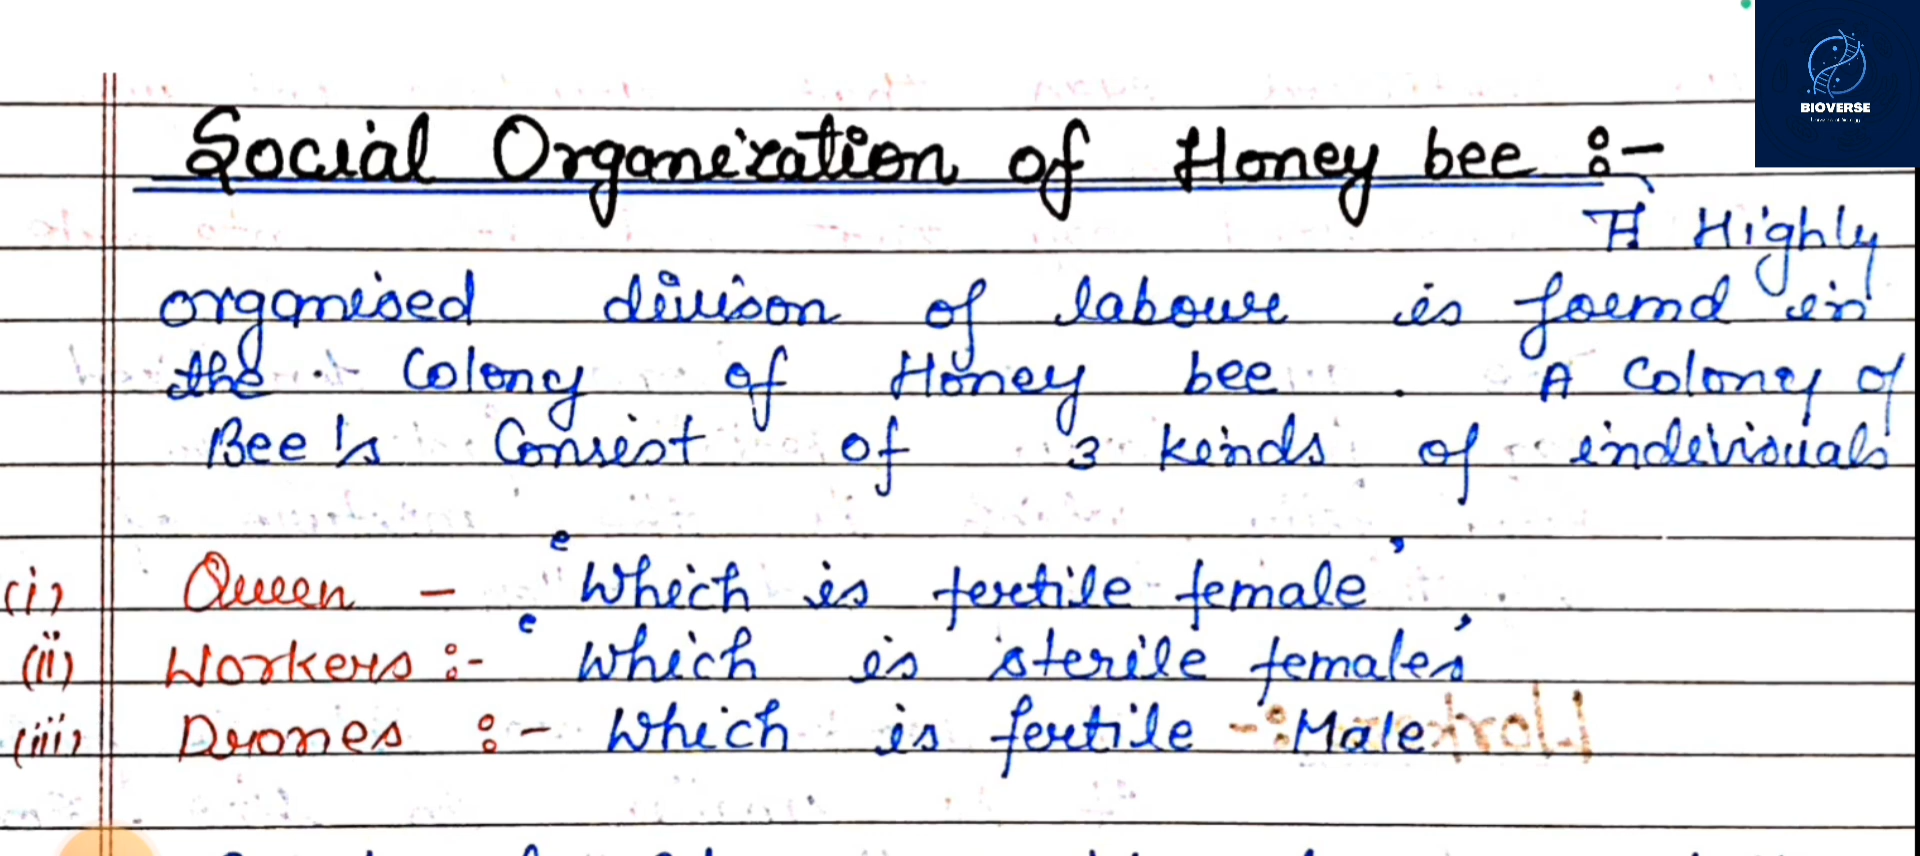 BIOVERSE
Social Organization of Honey bee :-
A Highly
organised divison of labour is found in
the colony of Honey bee . A colony of
Bee's Consist of 3 kinds of indevisuals
(i) Queen - "Which is fertile female"
(ii) Workers :- "Which is sterile females"
(iii) Drones :- Which is fertile Male